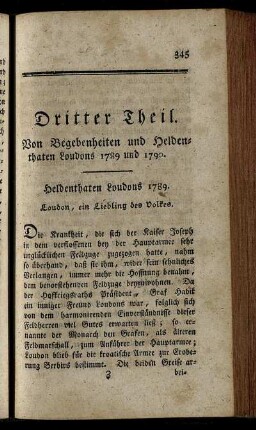 345
Dritter Theil.
Von Begebenheiten und Helden-
thaten Loudons 1789 und 1790.
Heldenthaten Loudons 1789.
Loudon, ein Liebling des Volkes.
Die Krankheit, die sich der Kaiser Joseph
in dem verflossenen bey der Hauptarmee sehr
unglücklichen Feldzuge zugezogen hatte, nahm
so überhand, daß sie ihm, wider sein sehnliches
Verlangen, immer mehr die Hoffnung benahm,
dem bevorstehenden Feldzuge beyzuwohnen. Da
der Hofkriegsraths Präsident, Graf Hadik
ein inniger Freund Loudons war, folglich sich
von dem harmonirenden Einverständnisse dieser
Feldherren viel Gutes erwarten ließ; so er-
nannte der Monarch den Grafen, als älteren
Feldmarschall, zum Anführer der Hauptarmee;
Loudon blieb für die kroatische Armee zur Erobe-
rung Berbirs bestimmt. Die beiden Greise ar-
3 bei-